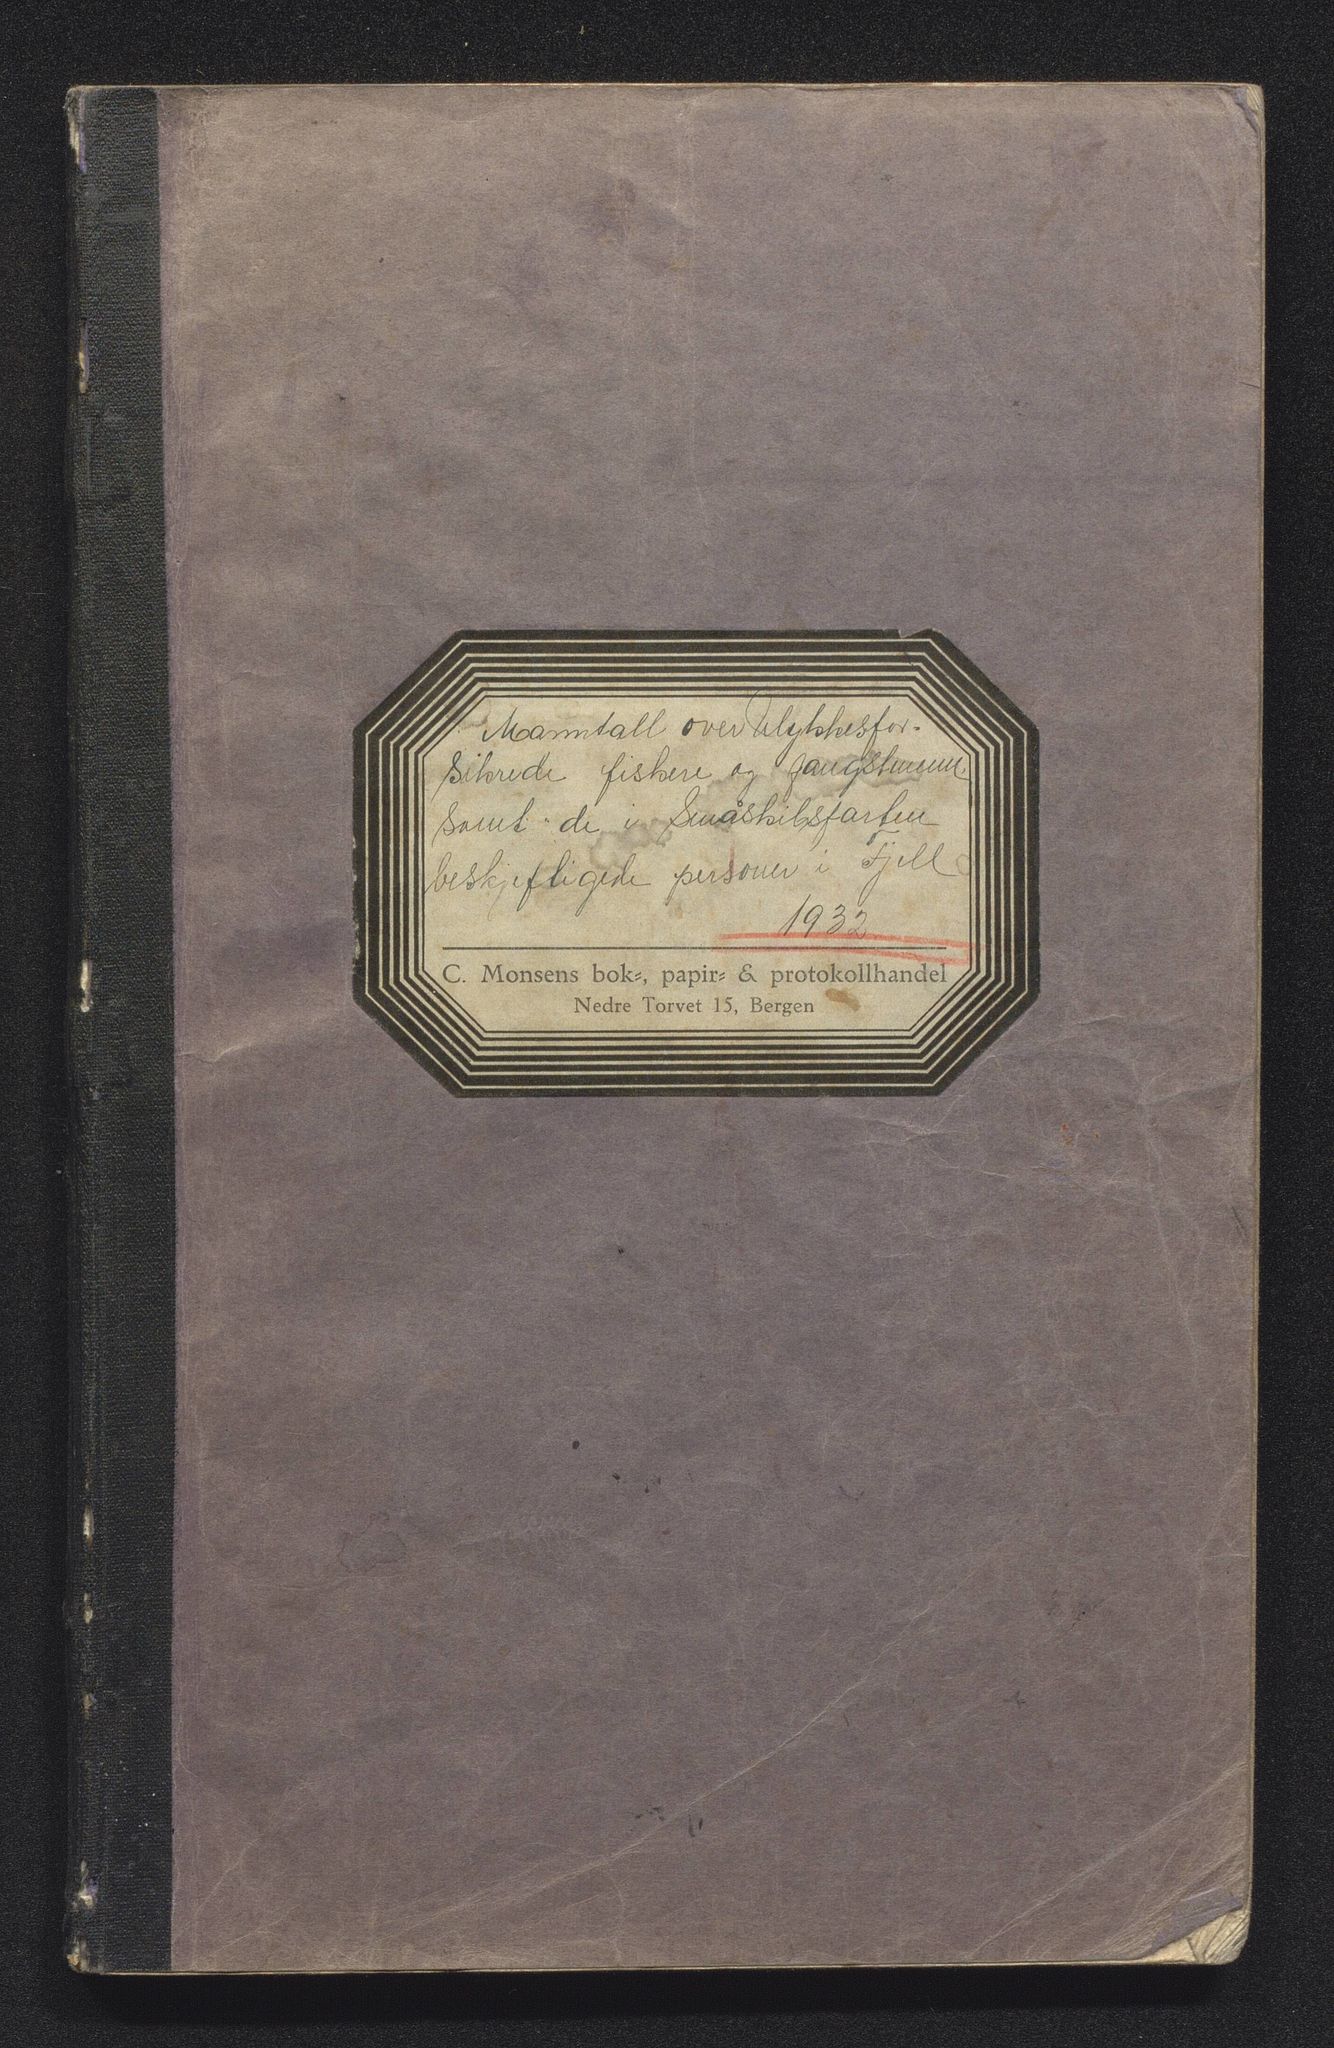 Manntall over Ulykkesfor-
sikrede fiskere og fangstmenn
samt de i Småskibsfarten
beskjeftigede personer i Fjell
1932
C. Monsens bok-, papir- & protokollhandel
Nedre Torvet 15, Bergen